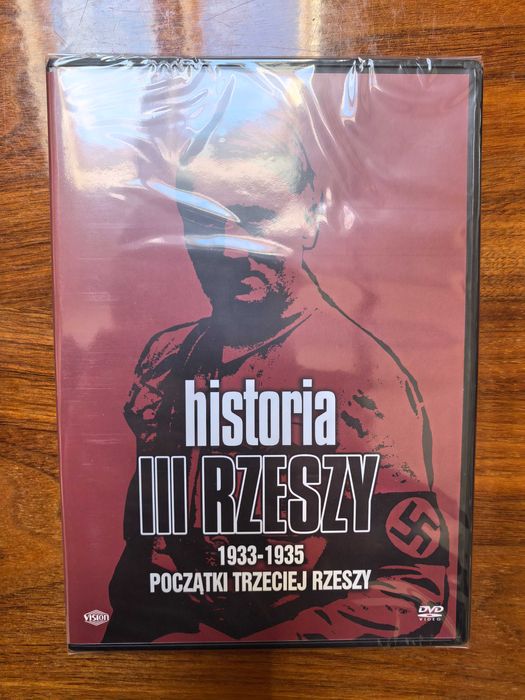 historia
III RZESZY
1933-1935
POCZĄTKI TRZECIEJ RZESZY
VISION
DVD
VIDEO